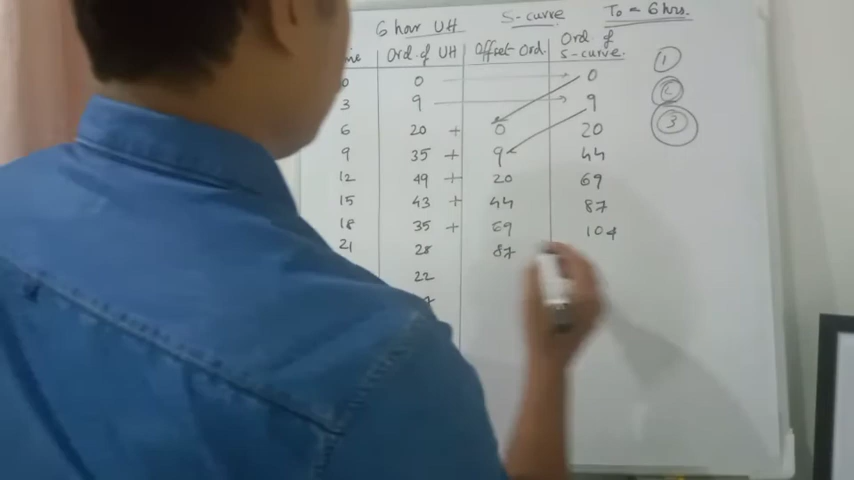 6 hour UH S-curve T₀ = 6 hrs.
Ord. of UH Offset Ord. Ord. of S-curve.
0 0 0 ①
3 9 9 ②
6 20 + 0 20 ③
9 35 + 9 44
12 49 + 20 69
15 43 + 44 87
18 35 + 69 104
21 28 87
22